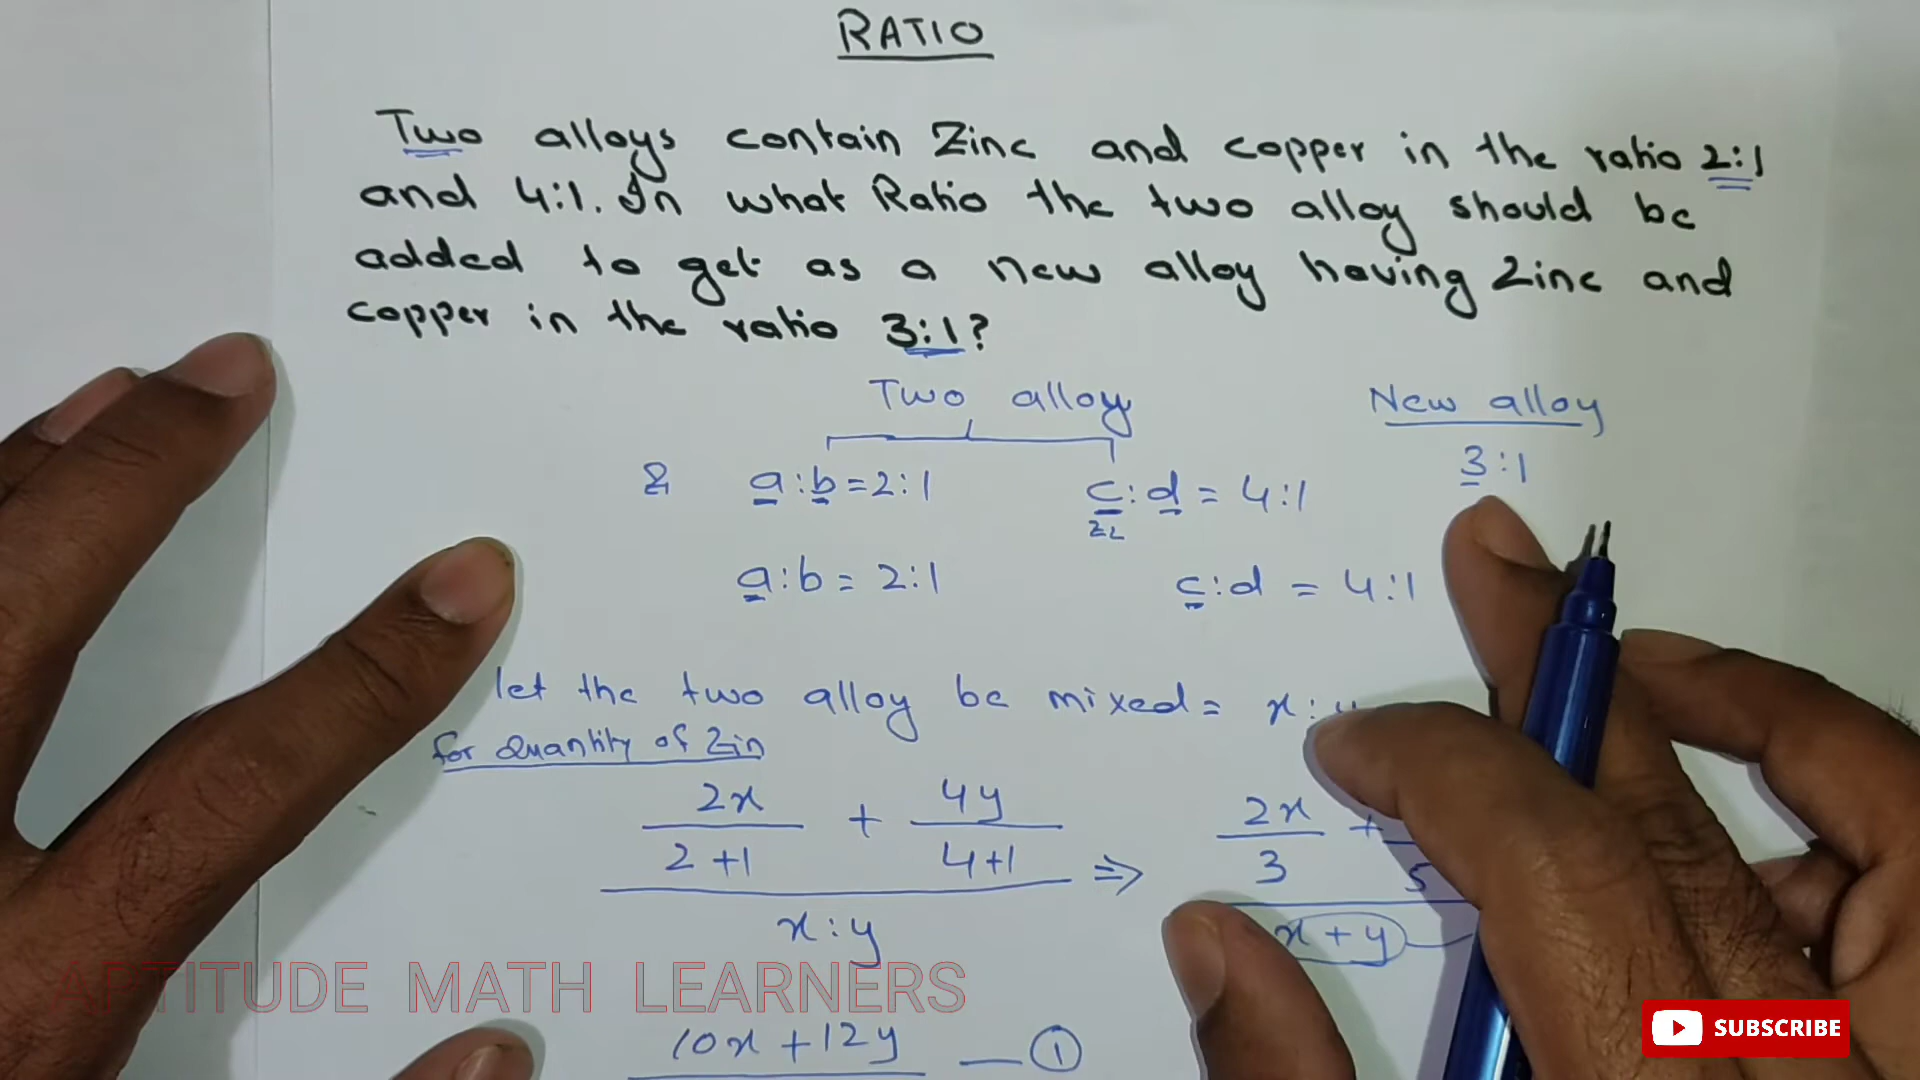 RATIO
Two alloys contain Zinc and copper in the ratio 2:1
and 4:1. In what Ratio the two alloy should be
added to get as a new alloy having Zinc and
copper in the ratio 3:1?
Two alloy
New alloy
3:1
& a:b = 2:1 c:d = 4:1
a:b = 2:1 c:d = 4:1
let the two alloy be mixed = x:y
for Quantity of Zin
2x/2+1 + 4y/4+1 ⇒ 2x/3 +
5
x:y x+y
APTITUDE MATH LEARNERS
10x+12y — ①
SUBSCRIBE